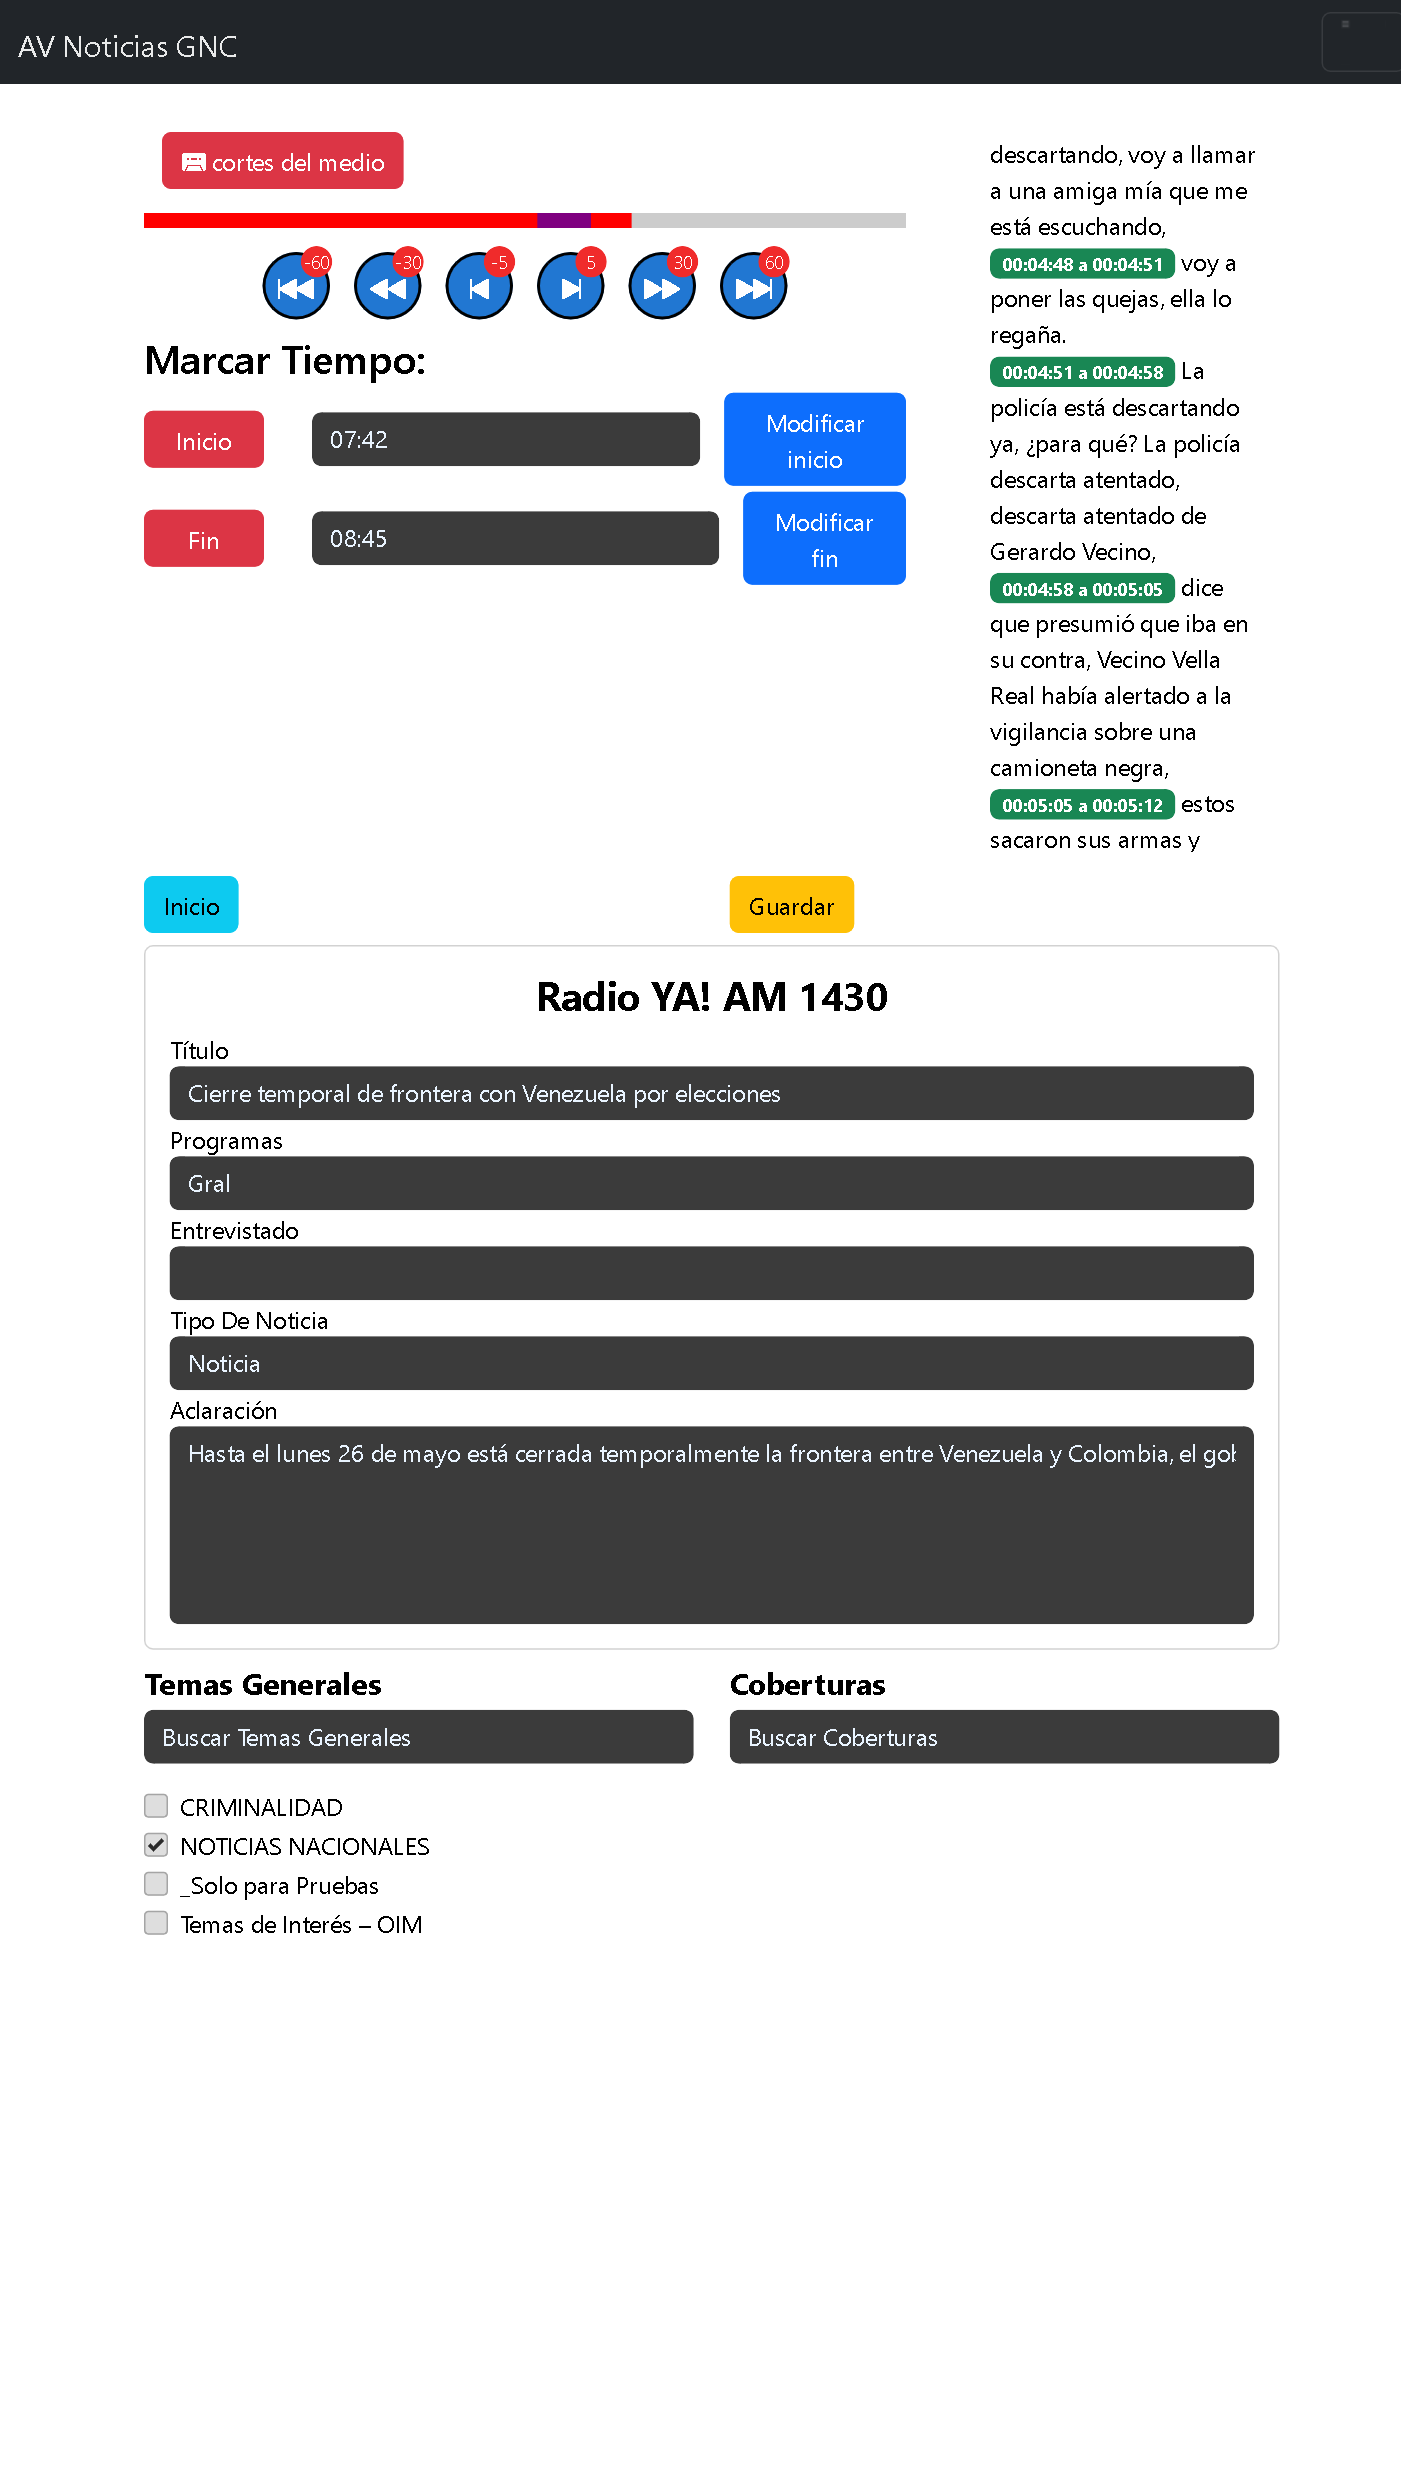 AV Noticias GNC
cortes del medio
-60 -30 -5 5 30 60
Marcar Tiempo:
Inicio 07:42 Modificar inicio
Fin 08:45 Modificar fin
descartando, voy a llamar
a una amiga mía que me
está escuchando,
00:04:48 a 00:04:51 voy a
poner las quejas, ella lo
regaña.
00:04:51 a 00:04:58 La
policía está descartando
ya, ¿para qué? La policía
descarta atentado,
descarta atentado de
Gerardo Vecino,
00:04:58 a 00:05:05 dice
que presumió que iba en
su contra, Vecino Vella
Real había alertado a la
vigilancia sobre una
camioneta negra,
00:05:05 a 00:05:12 estos
sacaron sus armas y
Inicio
Guardar
Radio YA! AM 1430
Título
Cierre temporal de frontera con Venezuela por elecciones
Programas
Gral
Entrevistado
Tipo De Noticia
Noticia
Aclaración
Hasta el lunes 26 de mayo está cerrada temporalmente la frontera entre Venezuela y Colombia, el
Temas Generales
Buscar Temas Generales
Coberturas
Buscar Coberturas
CRIMINALIDAD
NOTICIAS NACIONALES
_Solo para Pruebas
Temas de Interés – OIM